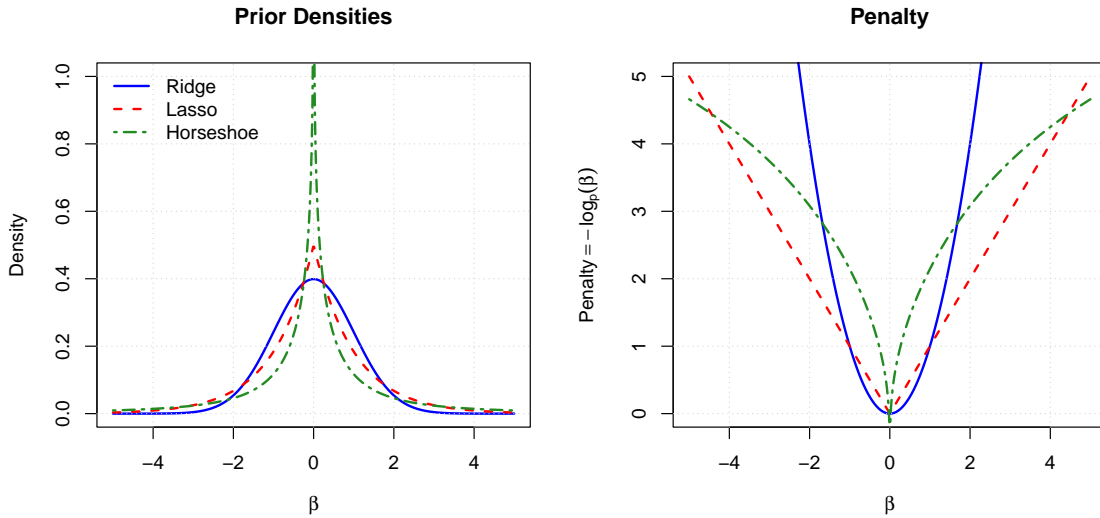 Prior Densities
Density
0.0 0.2 0.4 0.6 0.8 1.0
Ridge
Lasso
Horseshoe
−4 −2 0 2 4
β
Penalty
Penalty = − logₚ(β)
0 1 2 3 4 5
−4 −2 0 2 4
β